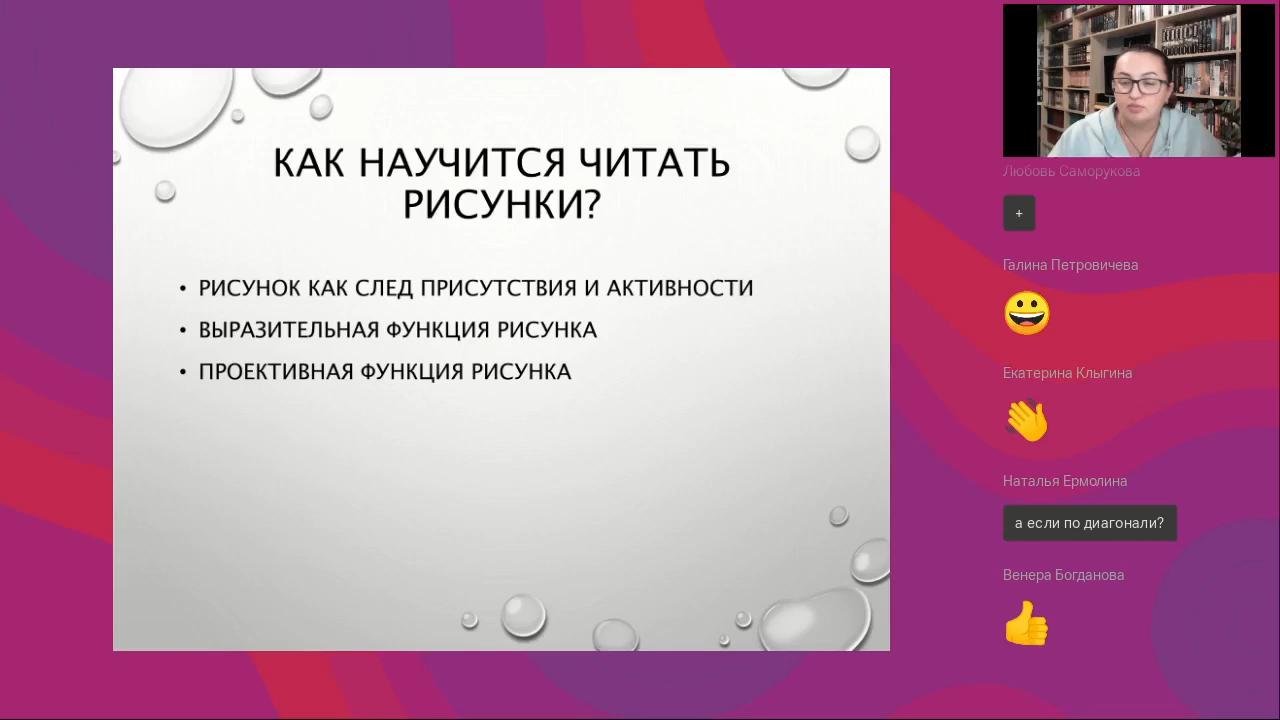 КАК НАУЧИТСЯ ЧИТАТЬ
РИСУНКИ?
• РИСУНОК КАК СЛЕД ПРИСУТСТВИЯ И АКТИВНОСТИ
• ВЫРАЗИТЕЛЬНАЯ ФУНКЦИЯ РИСУНКА
• ПРОЕКТИВНАЯ ФУНКЦИЯ РИСУНКА
Любовь Саморукова
+
Галина Петровичева
Екатерина Клыгина
Наталья Ермолина
а если по диагонали?
Венера Богданова